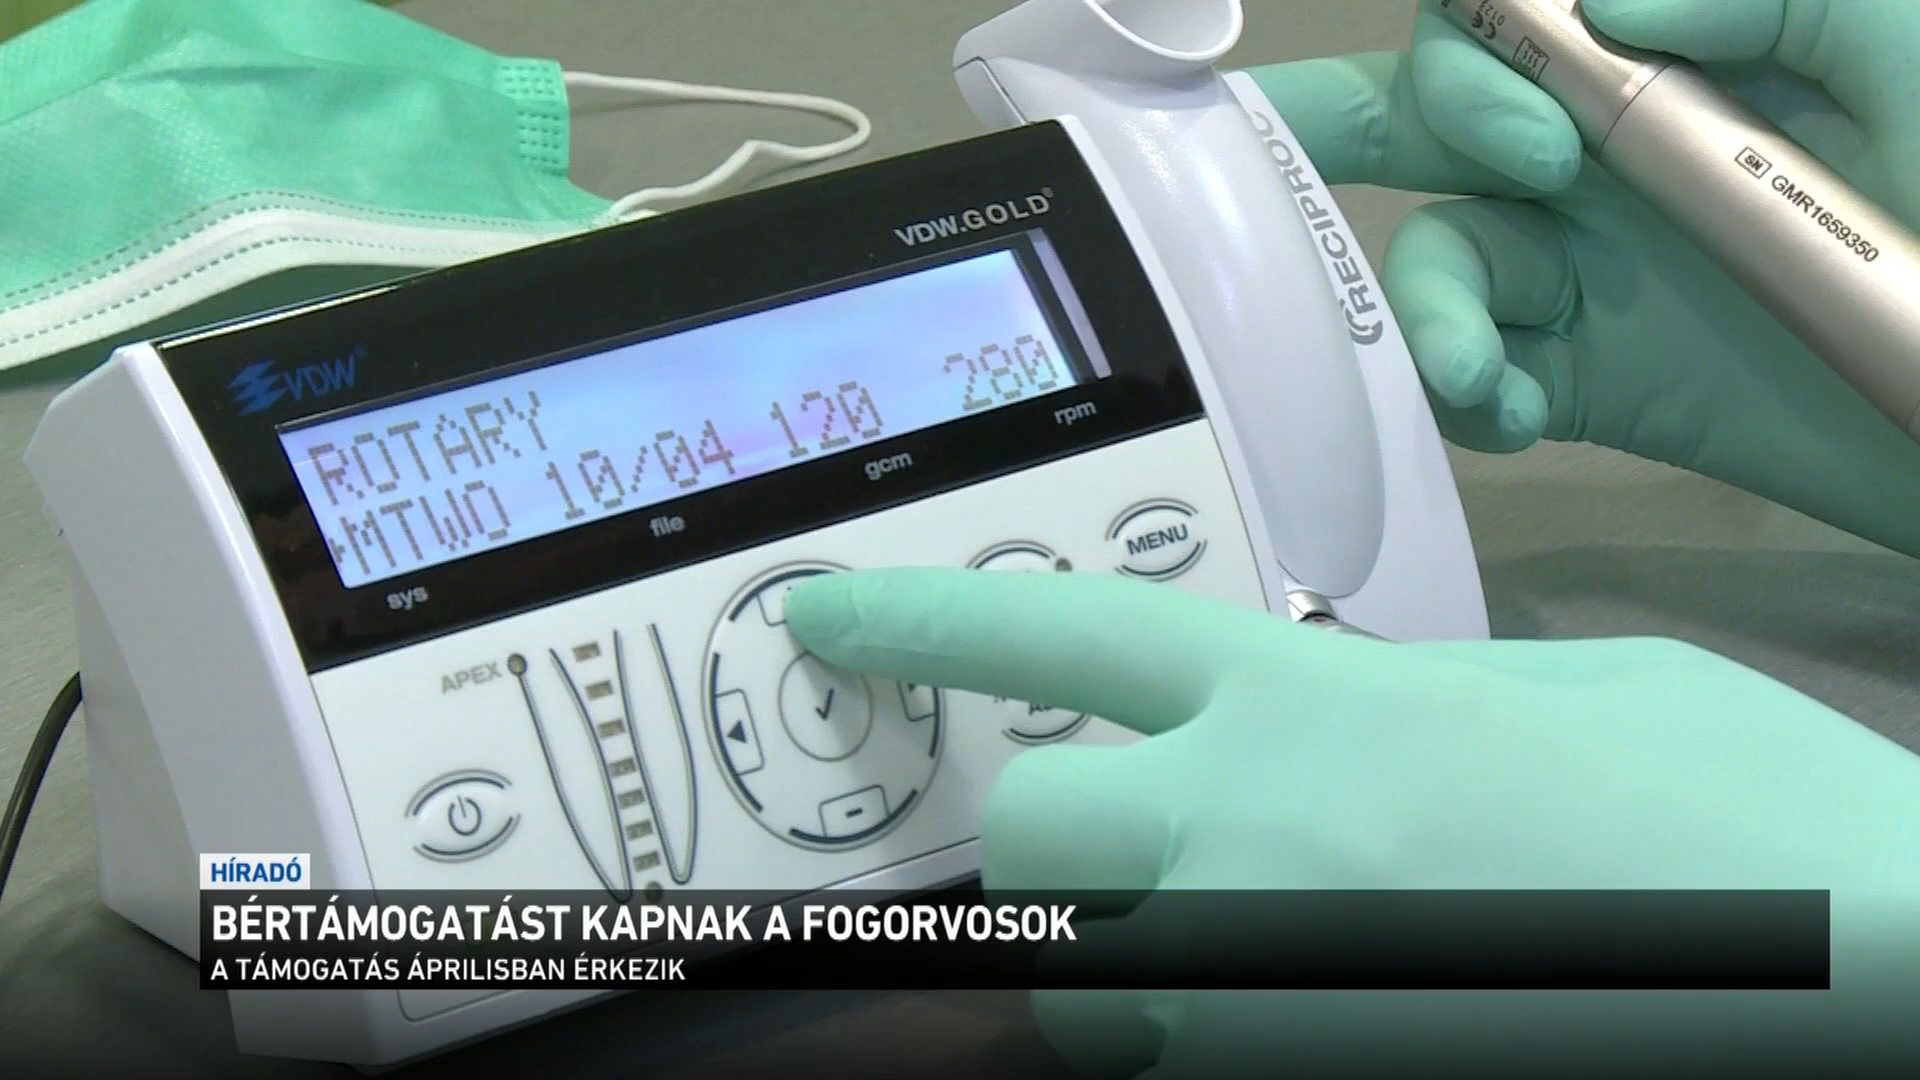 0123
SN GMR1659350
RECIPROC
VDW.GOLD®
VDW®
ROTARY
MTWO 10/04 120 280
sys file gcm rpm
MENU
APEX
HÍRADÓ
BÉRTÁMOGATÁST KAPNAK A FOGORVOSOK
A TÁMOGATÁS ÁPRILISBAN ÉRKEZIK